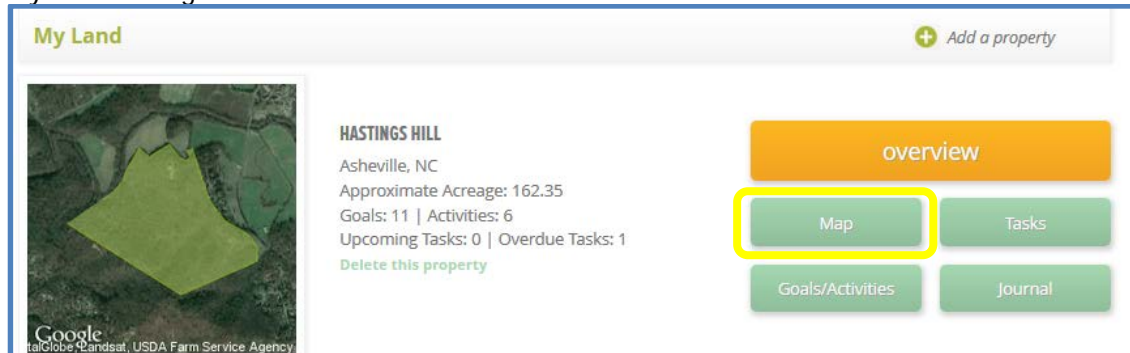 My Land
Add a property
HASTINGS HILL
Asheville, NC
Approximate Acreage: 162.35
Goals: 11 | Activities: 6
Upcoming Tasks: 0 | Overdue Tasks: 1
Delete this property
overview
Map
Tasks
Goals/Activities
Journal
Google
talGlobe, Landsat, USDA Farm Service Agency